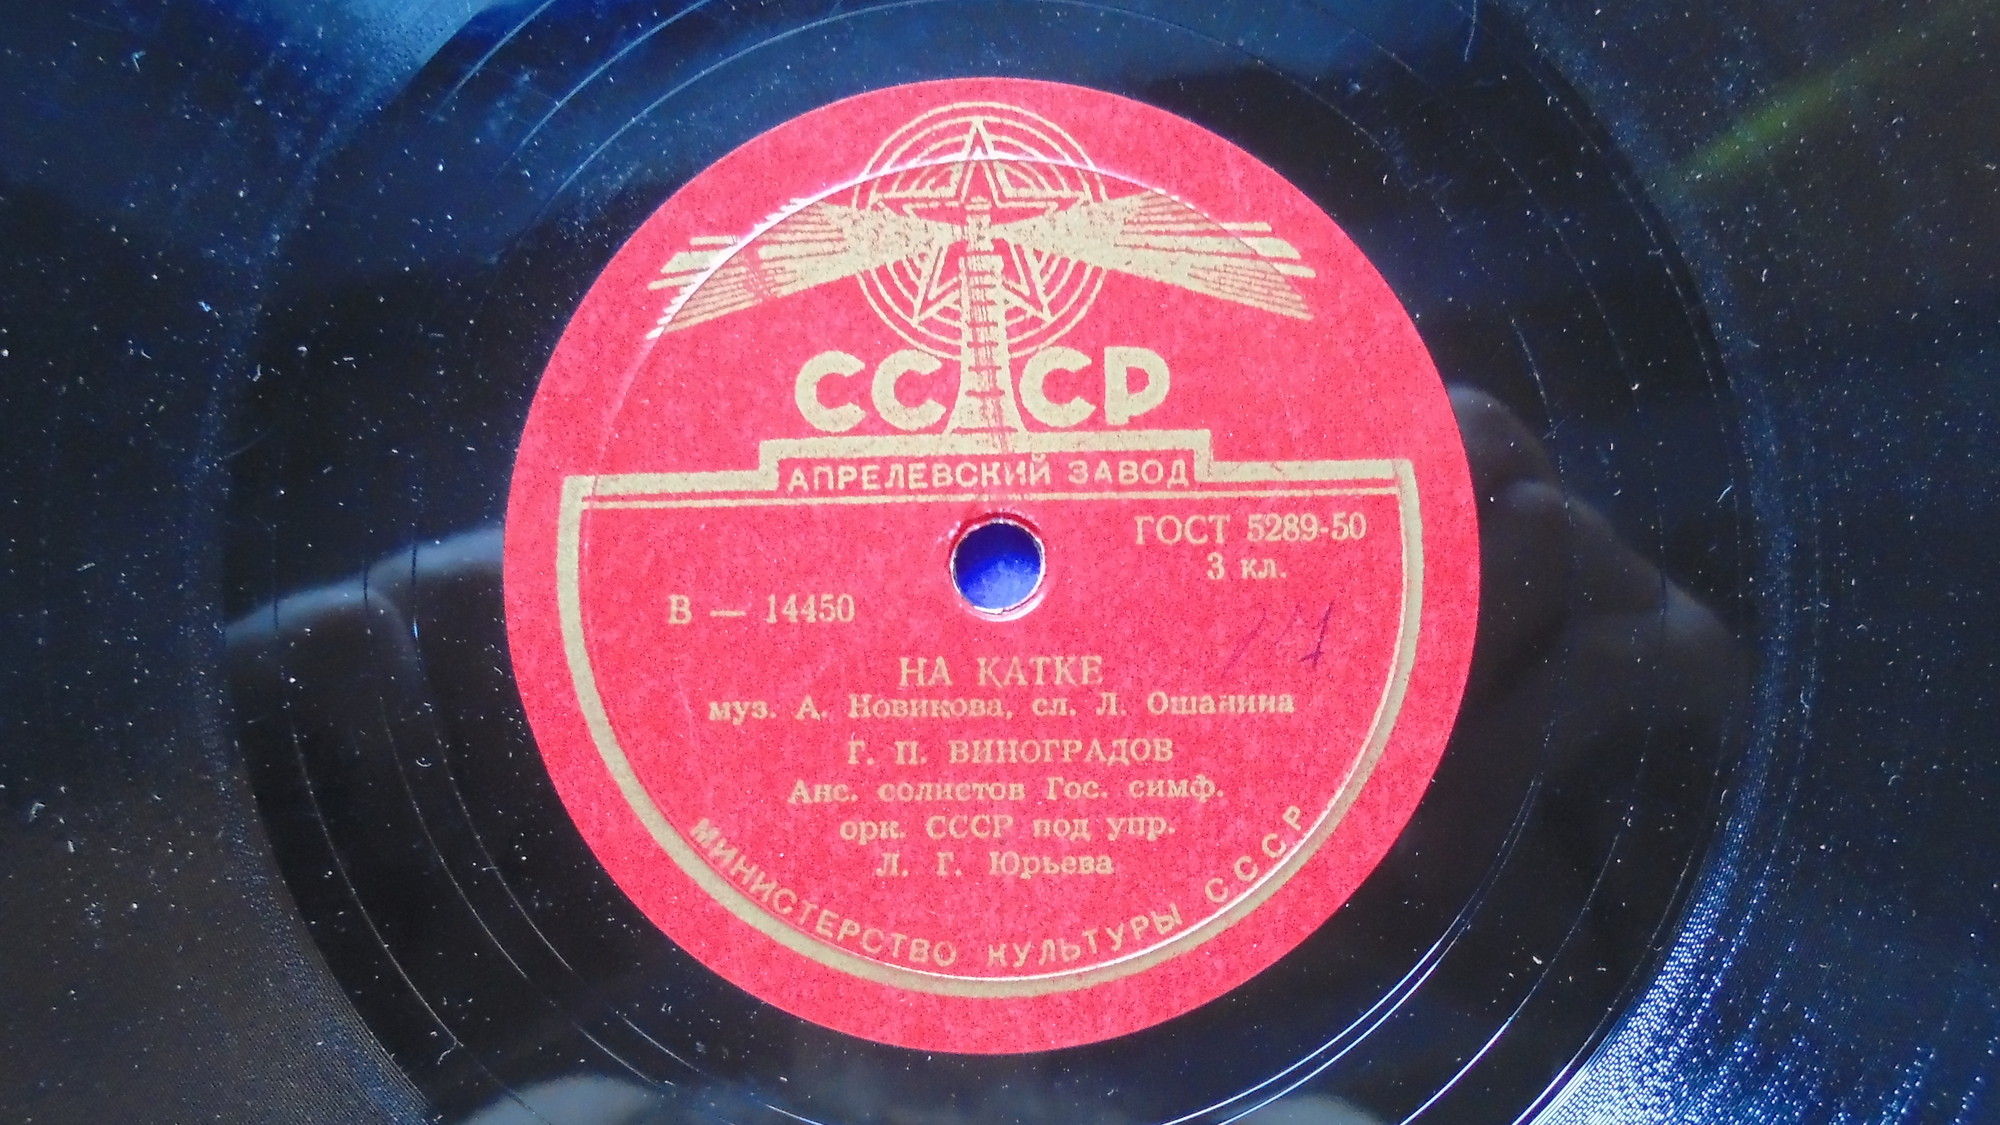 СССР
АПРЕЛЕВСКИЙ ЗАВОД
ГОСТ 5289-50
3 кл.
В — 14450
НА КАТКЕ
муз. А. Новикова, сл. Л. Ошанина
Г. П. ВИНОГРАДОВ
Анс. солистов Гос. симф.
орк. СССР под упр.
Л. Г. Юрьева
МИНИСТЕРСТВО КУЛЬТУРЫ СССР